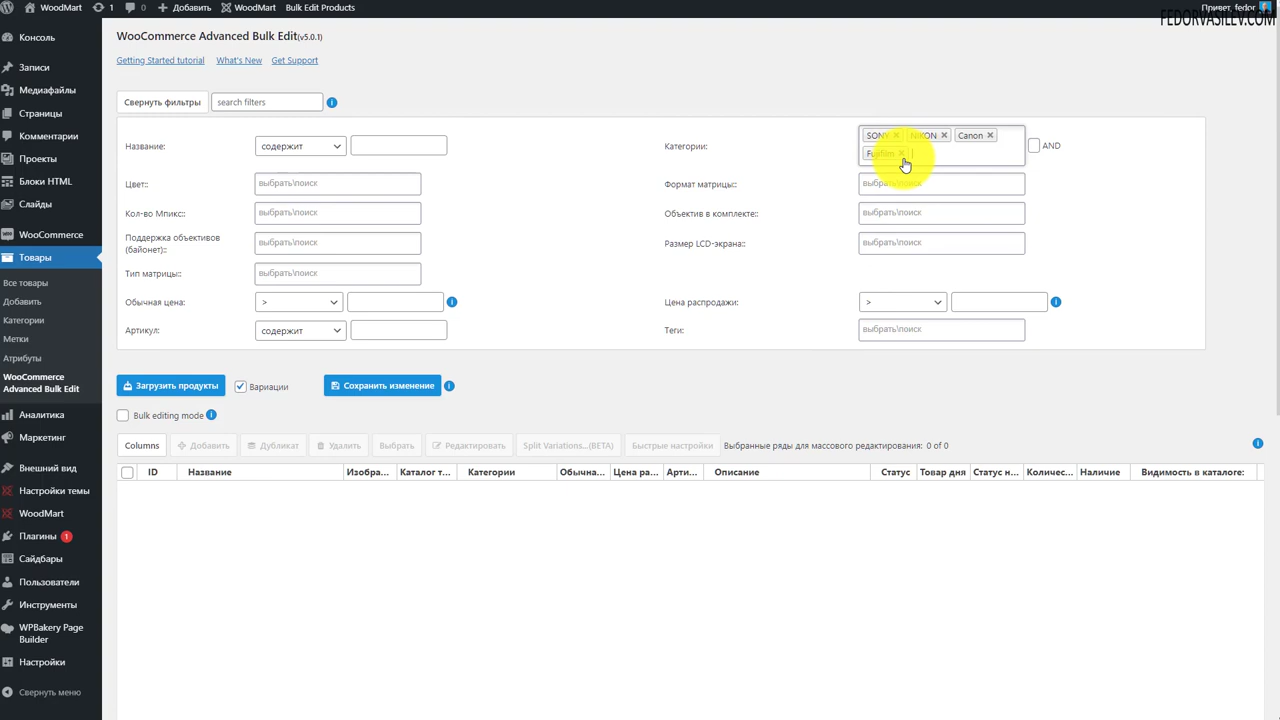 WoodMart 1 0 Добавить WoodMart Bulk Edit Products Привет, fedor
FEDORVASILEV.COM
Консоль
Записи
Медиафайлы
Страницы
Комментарии
Проекты
Блоки HTML
Слайды
WooCommerce
Товары
Все товары
Добавить
Категории
Метки
Атрибуты
WooCommerce
Advanced Bulk Edit
Аналитика
Маркетинг
Внешний вид
Настройки темы
WoodMart
Плагины 1
Сайдбары
Пользователи
Инструменты
WPBakery Page
Builder
Настройки
Свернуть меню
WooCommerce Advanced Bulk Edit(v5.0.1)
Getting Started tutorial What's New Get Support
Свернуть фильтры search filters
Название: содержит
Категории: SONY NIKON Canon
Fujifilm
AND
Цвет:: выбрать\поиск
Формат матрицы:: выбрать\поиск
Кол-во Мпикс:: выбрать\поиск
Объектив в комплекте:: выбрать\поиск
Поддержка объективов
(байонет):: выбрать\поиск
Размер LCD-экрана:: выбрать\поиск
Тип матрицы:: выбрать\поиск
Обычная цена: >
Цена распродажи: >
Артикул: содержит
Теги: выбрать\поиск
Загрузить продукты Вариации Сохранить изменение
Bulk editing mode
Columns Добавить Дубликат Удалить Выбрать Редактировать Split Variations...(BETA) Быстрые настройки Выбранные ряды для массового редактирования: 0 of 0
ID Название Изобра... Каталог т... Категории Обычна... Цена ра... Арти... Описание Статус Товар дня Статус н... Количес... Наличие Видимость в каталоге: